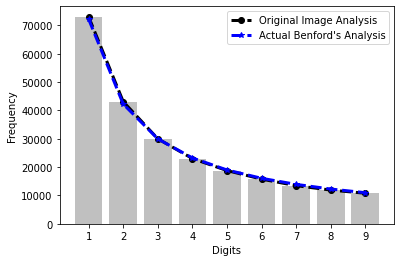 Original Image Analysis
Actual Benford's Analysis
70000
60000
50000
40000
30000
20000
10000
0
Frequency
1 2 3 4 5 6 7 8 9
Digits